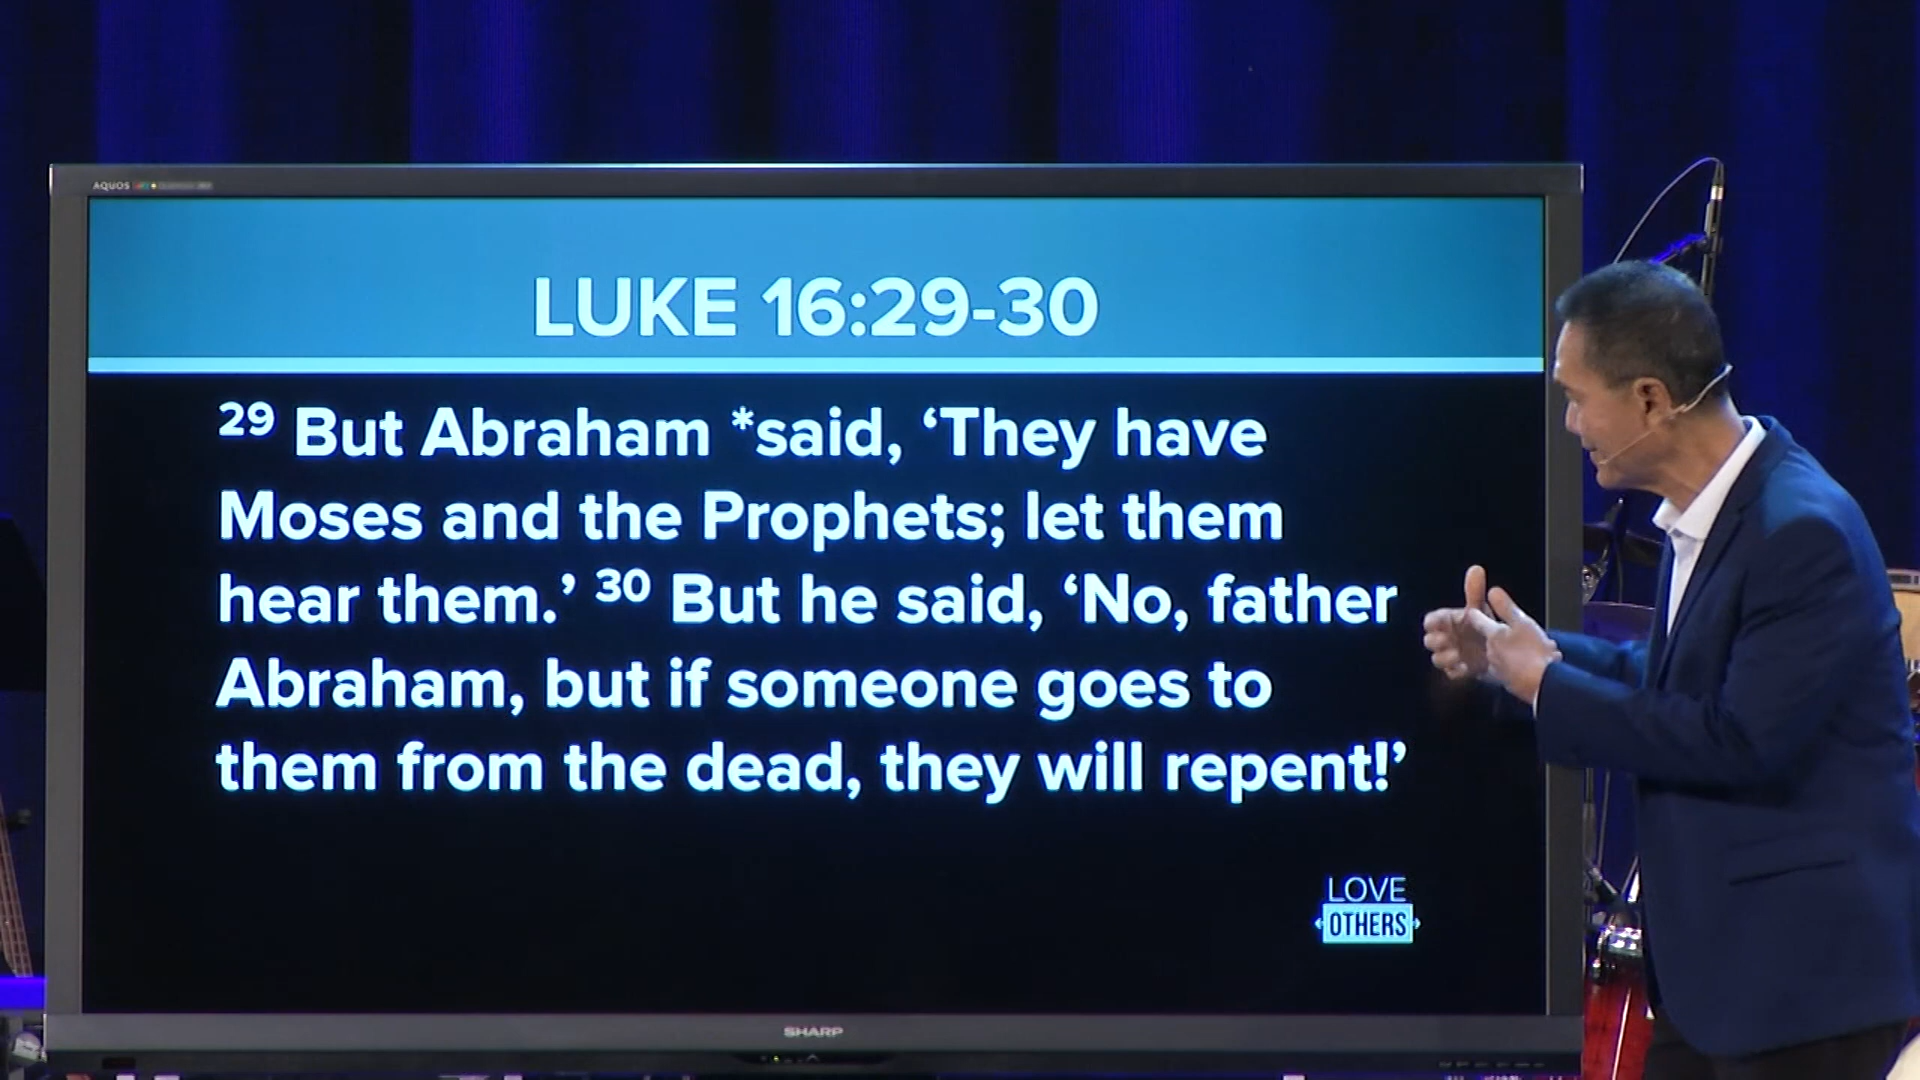 AQUOS
LUKE 16:29-30
29 But Abraham *said, ‘They have
Moses and the Prophets; let them
hear them.’ 30 But he said, ‘No, father
Abraham, but if someone goes to
them from the dead, they will repent!’
LOVE
OTHERS
SHARP